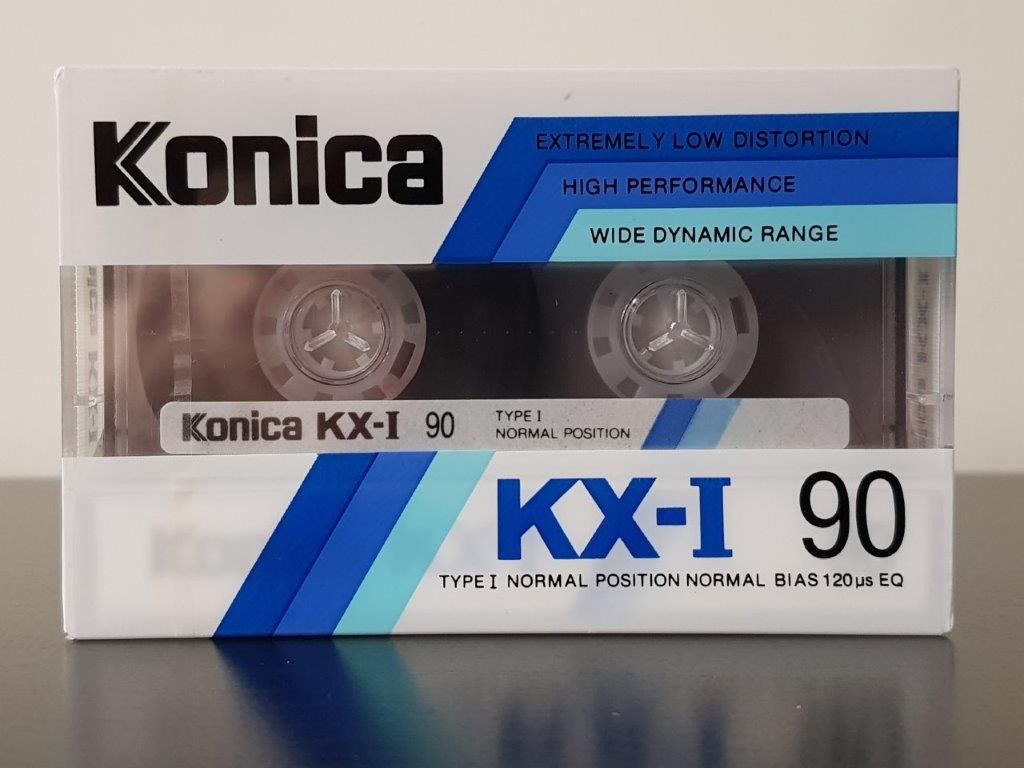 Konica
EXTREMELY LOW DISTORTION
HIGH PERFORMANCE
WIDE DYNAMIC RANGE
Konica KX-I 90
TYPE I
NORMAL POSITION
KX-I 90
TYPE I NORMAL POSITION NORMAL BIAS 120µs EQ